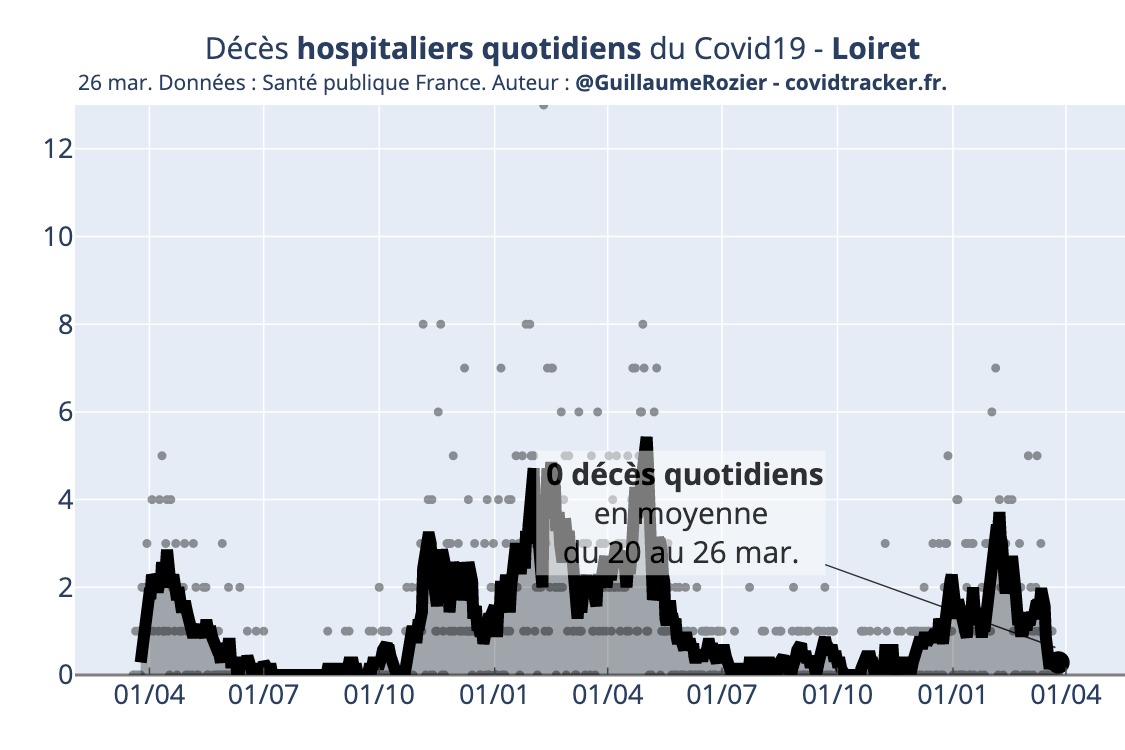 Décès hospitaliers quotidiens du Covid19 - Loiret
26 mar. Données : Santé publique France. Auteur : @GuillaumeRozier - covidtracker.fr.
12
10
8
6
4
2
0
0 décès quotidiens
en moyenne
du 20 au 26 mar.
01/04 01/07 01/10 01/01 01/04 01/07 01/10 01/01 01/04